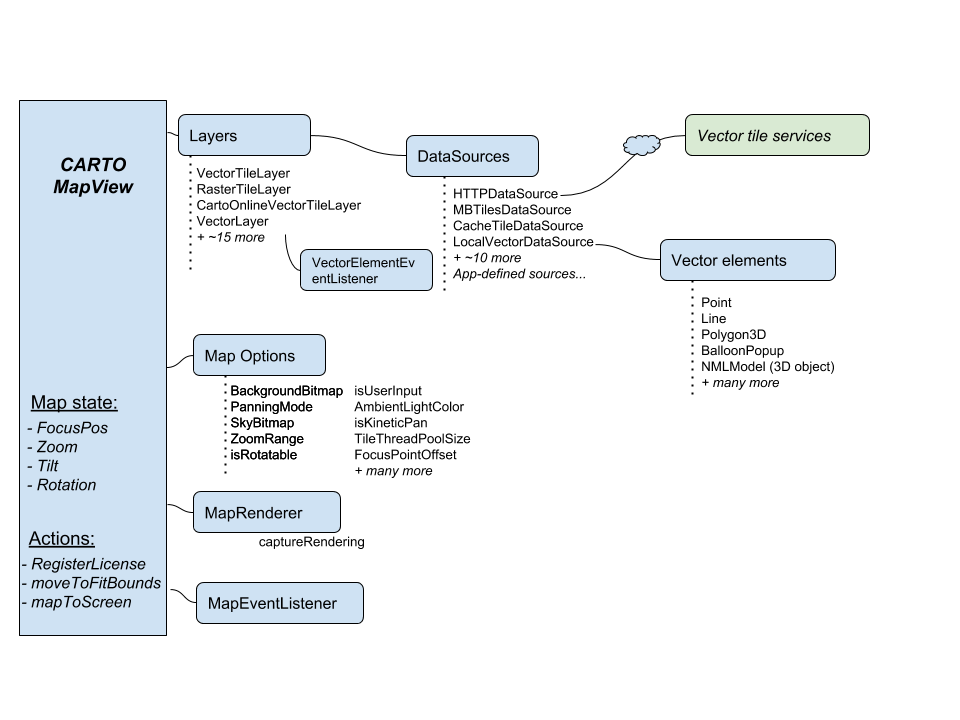 CARTO
MapView
Map state:
- FocusPos
- Zoom
- Tilt
- Rotation
Actions:
- RegisterLicense
- moveToFitBounds
- mapToScreen
Layers
VectorTileLayer
RasterTileLayer
CartoOnlineVectorTileLayer
VectorLayer
+ ~15 more
VectorElementEv
entListener
DataSources
HTTPDataSource
MBTilesDataSource
CacheTileDataSource
LocalVectorDataSource
+ ~10 more
App-defined sources...
Vector tile services
Vector elements
Point
Line
Polygon3D
BalloonPopup
NMLModel (3D object)
+ many more
Map Options
BackgroundBitmap
PanningMode
SkyBitmap
ZoomRange
isRotatable
isUserInput
AmbientLightColor
isKineticPan
TileThreadPoolSize
FocusPointOffset
+ many more
MapRenderer
captureRendering
MapEventListener